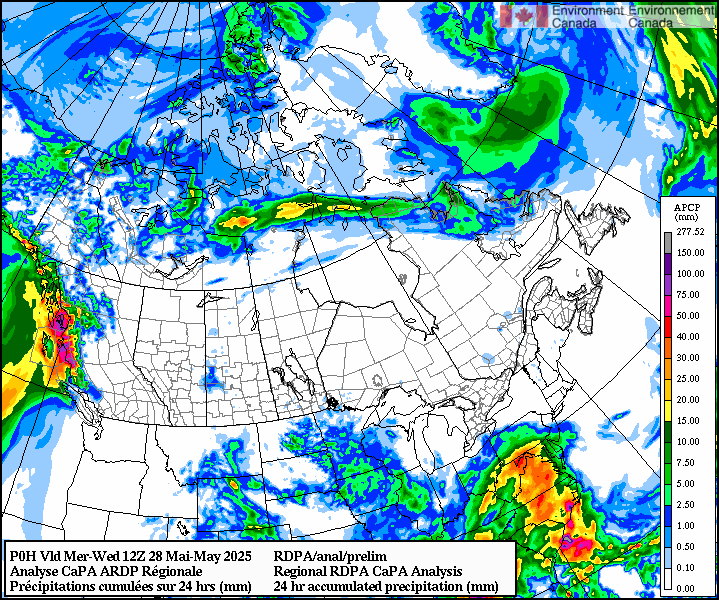 Environment Environnement
Canada Canada
APCP
(mm)
277.52
150.00
100.00
75.00
50.00
40.00
30.00
25.00
20.00
15.00
10.00
7.50
5.00
2.50
1.00
0.50
0.10
0.00
P0H Vld Mer-Wed 12Z 28 Mai-May 2025 RDPA/anal/prelim
Analyse CaPA ARDP Régionale Regional RDPA CaPA Analysis
Précipitations cumulées sur 24 hrs (mm) 24 hr accumulated precipitation (mm)